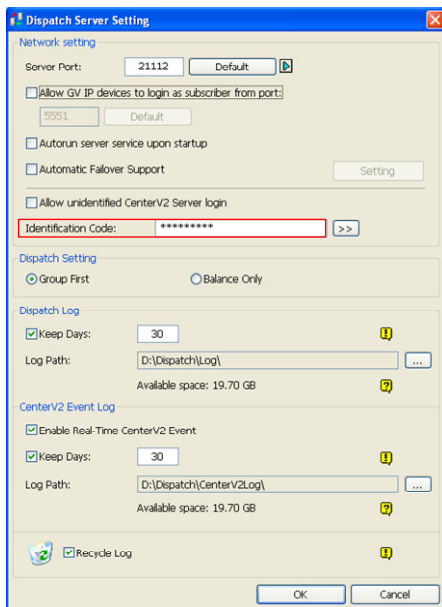 Dispatch Server Setting
Network setting
Server Port: 21112 Default
Allow GV IP devices to login as subscriber from port:
5551 Default
Autorun server service upon startup
Automatic Failover Support Setting
Allow unidentified CenterV2 Server login
Identification Code: ********* >>
Dispatch Setting
Group First Balance Only
Dispatch Log
Keep Days: 30
Log Path: D:\Dispatch\Log\ ...
Available space: 19.70 GB
CenterV2 Event Log
Enable Real-Time CenterV2 Event
Keep Days: 30
Log Path: D:\Dispatch\CenterV2Log\ ...
Available space: 19.70 GB
Recycle Log
OK Cancel